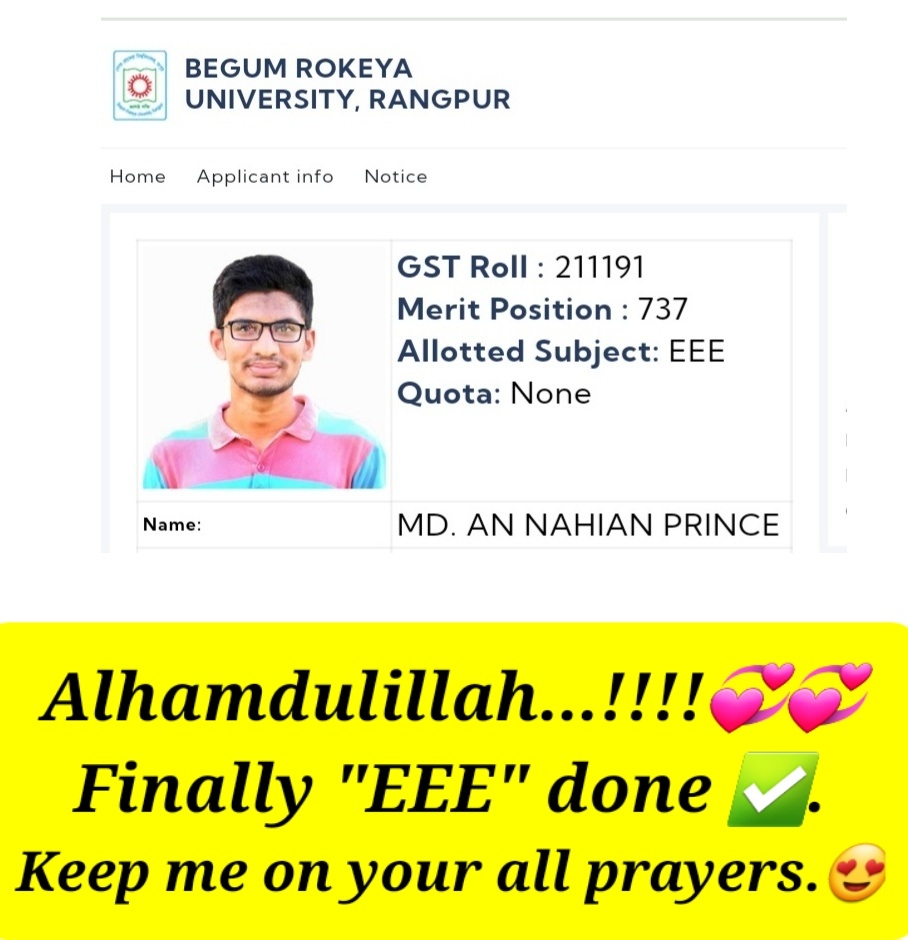 BEGUM ROKEYA
UNIVERSITY, RANGPUR
Home Applicant info Notice
GST Roll : 211191
Merit Position : 737
Allotted Subject: EEE
Quota: None
Name: MD. AN NAHIAN PRINCE
Alhamdulillah...!!!!💞💞
Finally "EEE" done ✅.
Keep me on your all prayers.😍